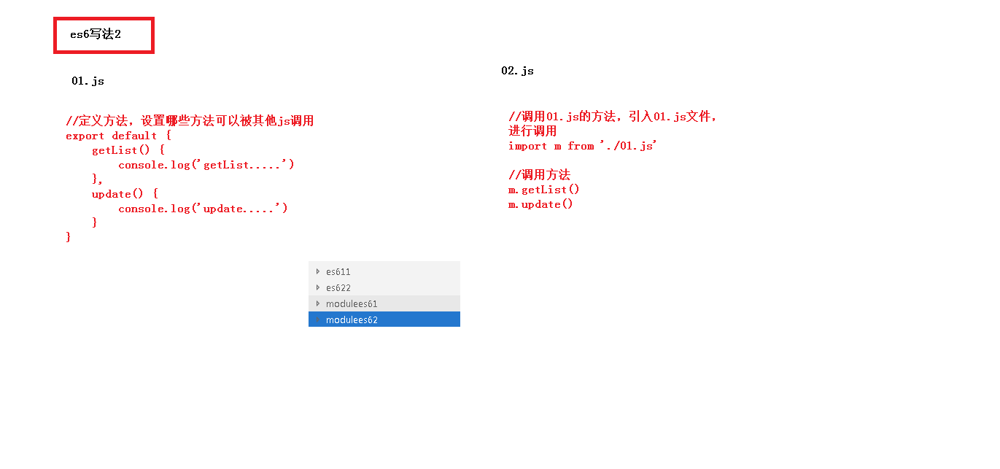 es6写法2
01.js
//定义方法，设置哪些方法可以被其他js调用
export default {
    getList() {
        console.log('getList.....')
    },
    update() {
        console.log('update.....')
    }
}
02.js
//调用01.js的方法，引入01.js文件，
进行调用
import m from './01.js'
//调用方法
m.getList()
m.update()
es611
es622
modulees61
modulees62